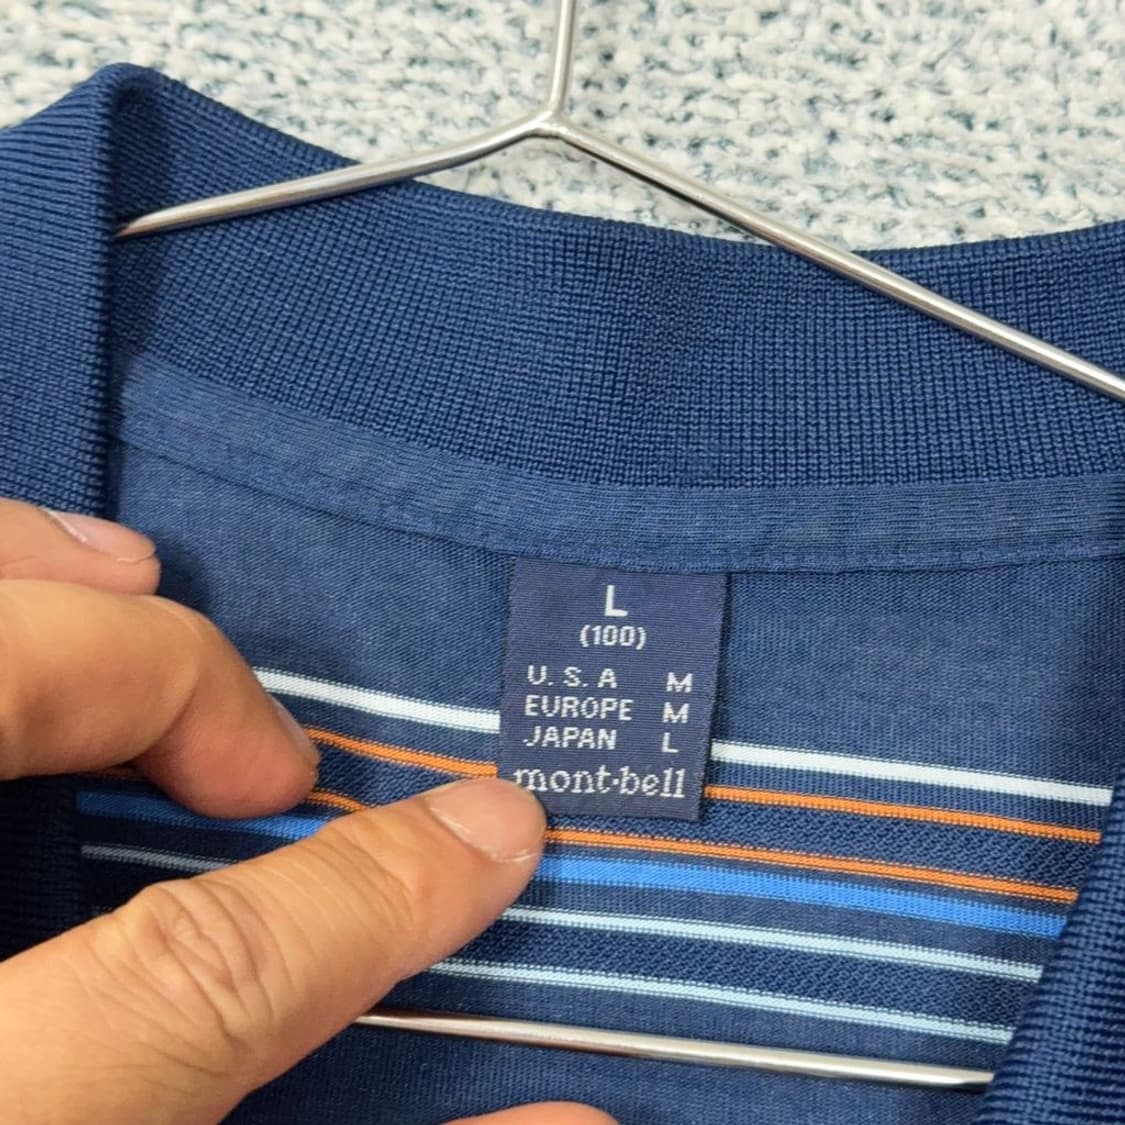 L
(100)
U.S.A M
EUROPE M
JAPAN L
mont·bell